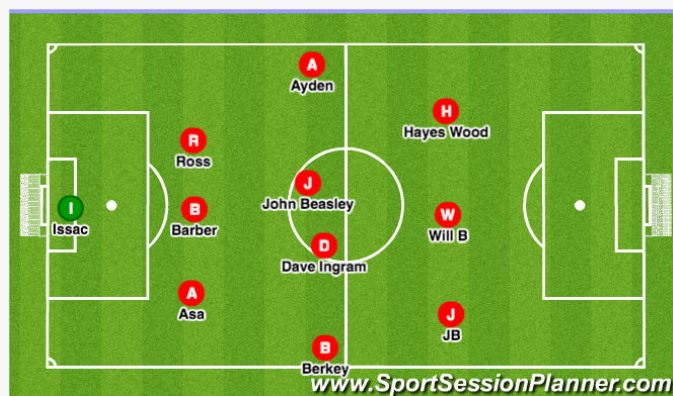 A
Ayden
H
Hayes Wood
R
Ross
J
John Beasley
I
Issac
B
Barber
W
Will B
D
Dave Ingram
A
Asa
J
JB
B
Berkey
www.SportSessionPlanner.com